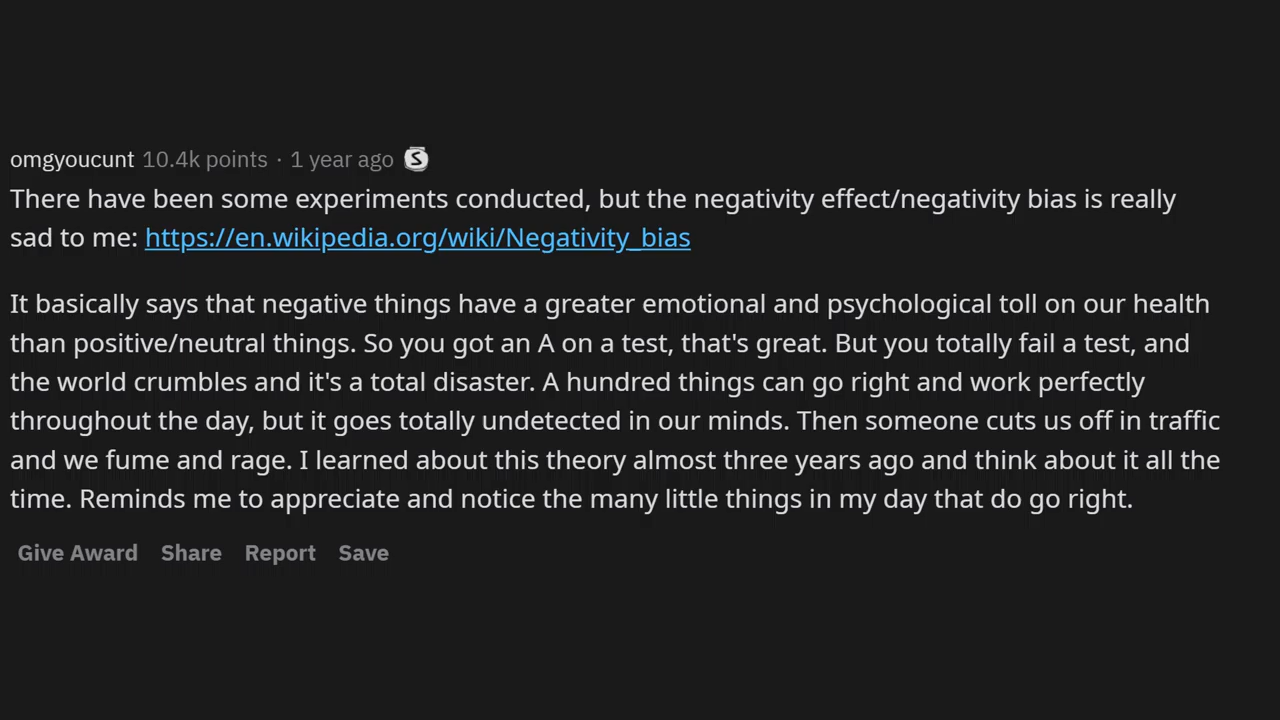 omgyoucunt 10.4k points · 1 year ago S
There have been some experiments conducted, but the negativity effect/negativity bias is really
sad to me: https://en.wikipedia.org/wiki/Negativity_bias
It basically says that negative things have a greater emotional and psychological toll on our health
than positive/neutral things. So you got an A on a test, that's great. But you totally fail a test, and
the world crumbles and it's a total disaster. A hundred things can go right and work perfectly
throughout the day, but it goes totally undetected in our minds. Then someone cuts us off in traffic
and we fume and rage. I learned about this theory almost three years ago and think about it all the
time. Reminds me to appreciate and notice the many little things in my day that do go right.
Give Award Share Report Save